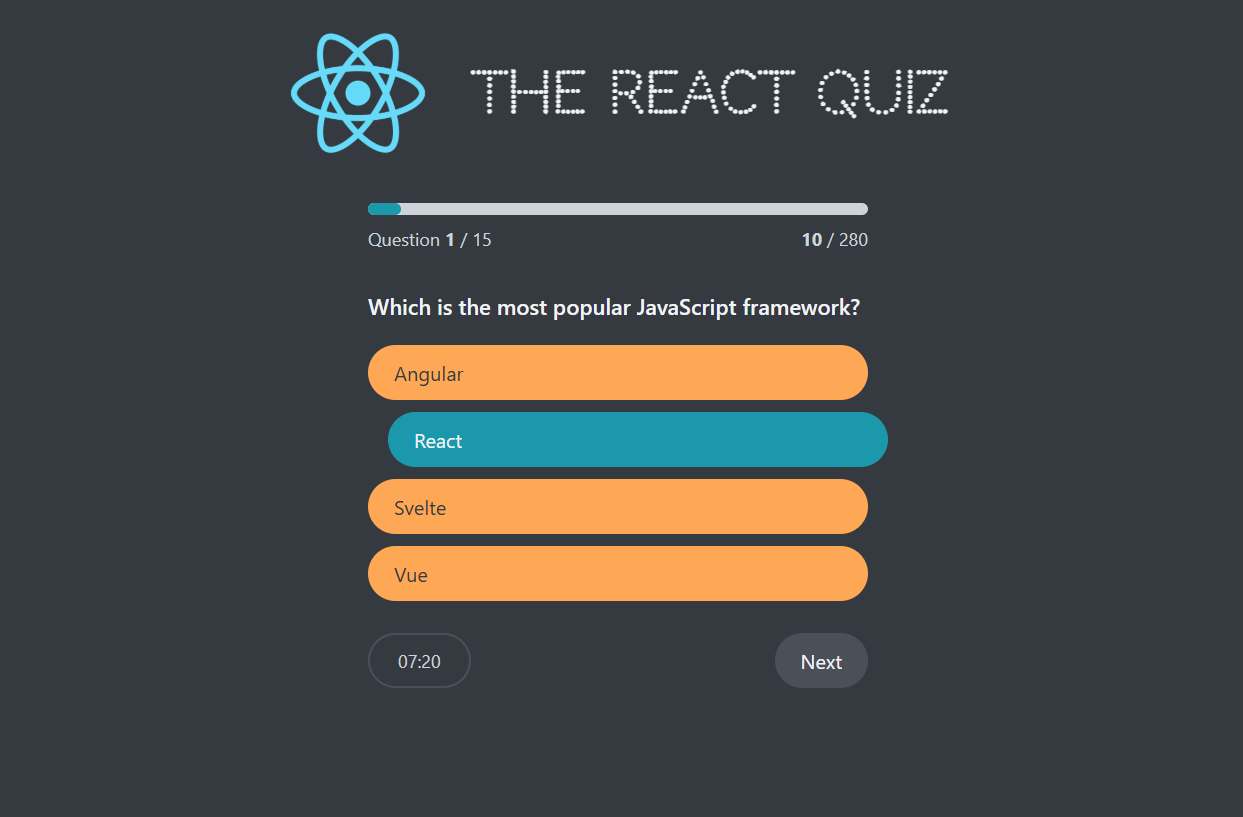 THE REACT QUIZ
Question 1 / 15
10 / 280
Which is the most popular JavaScript framework?
Angular
React
Svelte
Vue
07:20
Next